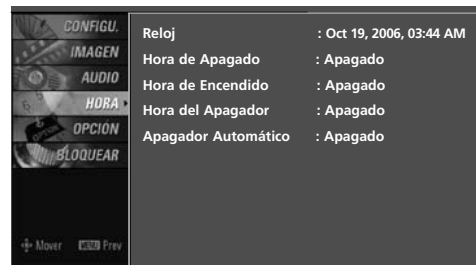 CONFIGU.
IMAGEN
AUDIO
HORA
OPCIÓN
BLOQUEAR
Mover MENU Prev
Reloj : Oct 19, 2006, 03:44 AM
Hora de Apagado : Apagado
Hora de Encendido : Apagado
Hora del Apagador : Apagado
Apagador Automático : Apagado